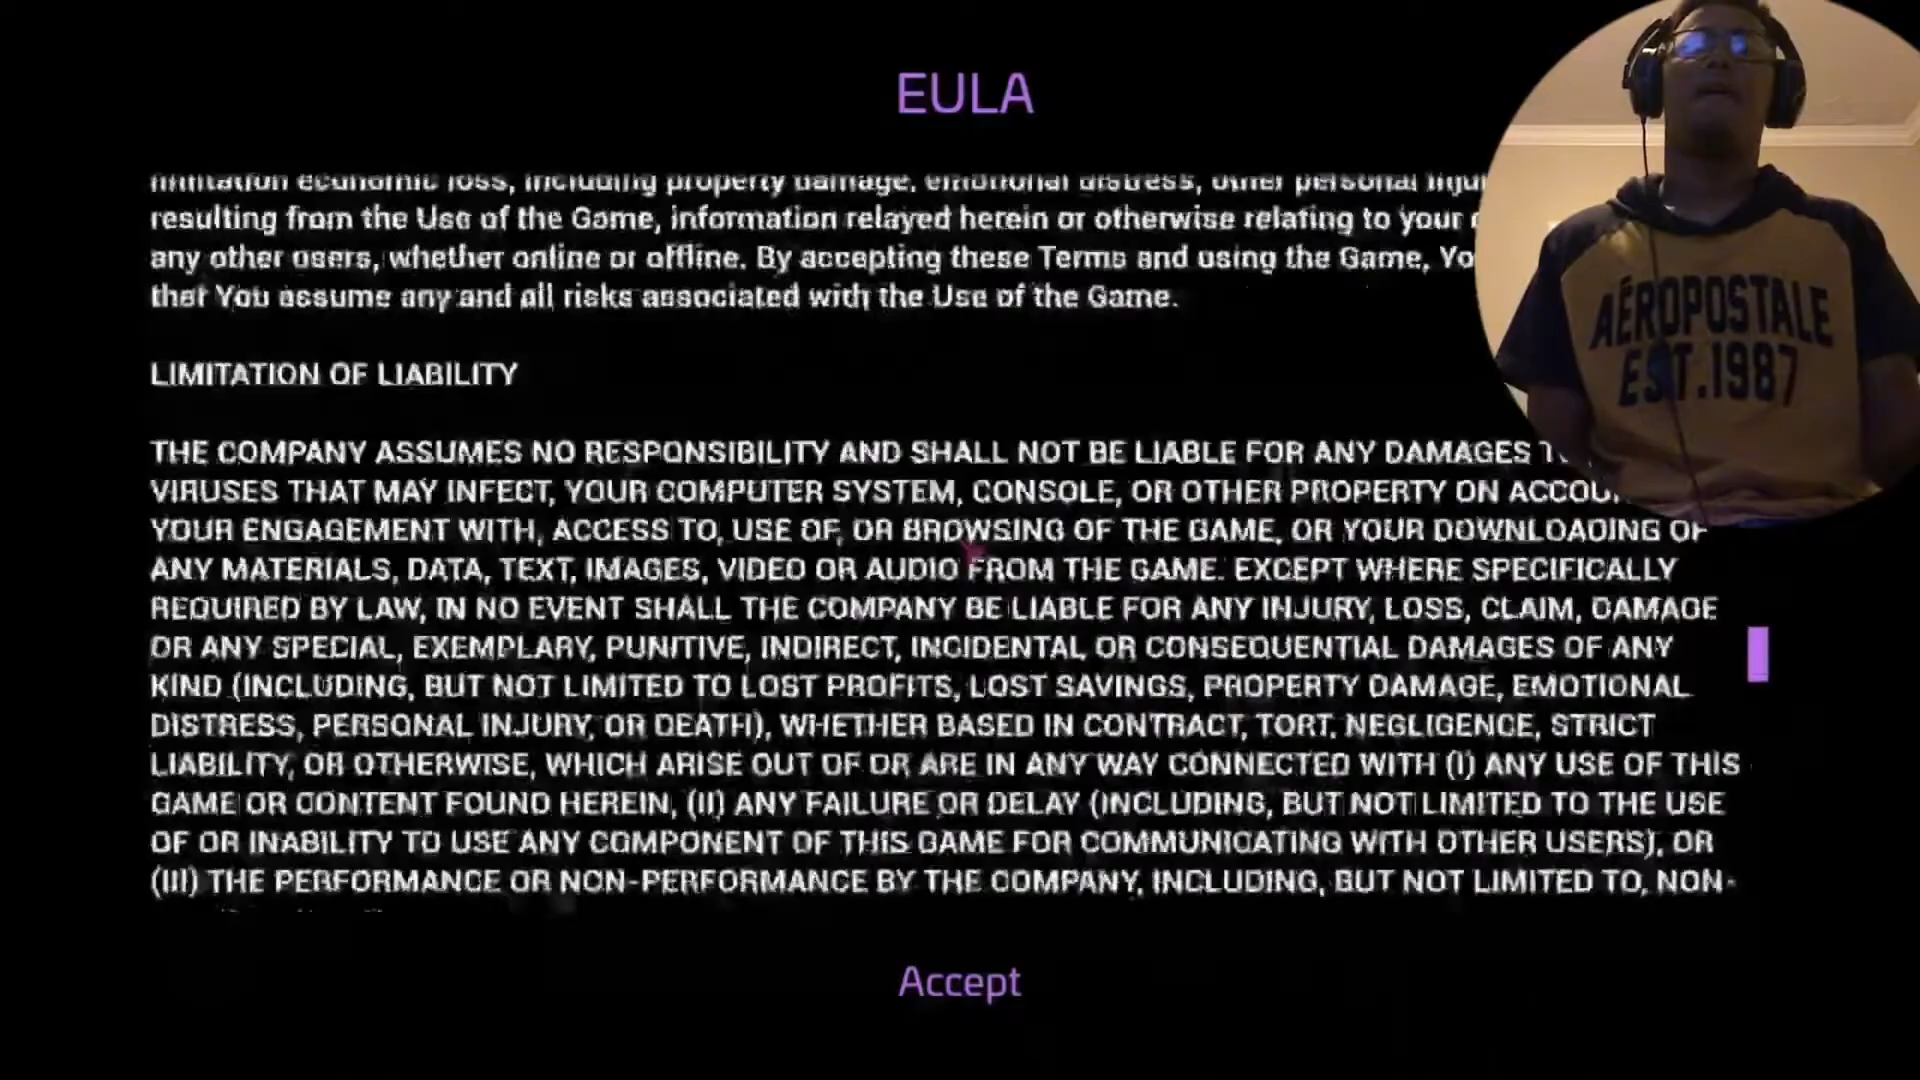 EULA
limitation economic loss, including property damage, emotional distress, other personal
resulting from the Use of the Game, information relayed herein or otherwise relating to your
any other users, whether online or offline. By accepting these Terms and using the Game,
that You assume any and all risks associated with the Use of the Game.
LIMITATION OF LIABILITY
THE COMPANY ASSUMES NO RESPONSIBILITY AND SHALL NOT BE LIABLE FOR ANY DAMAGES
VIRUSES THAT MAY INFECT, YOUR COMPUTER SYSTEM, CONSOLE, OR OTHER PROPERTY ON
YOUR ENGAGEMENT WITH, ACCESS TO, USE OF, OR BROWSING OF THE GAME, OR YOUR DOWNLOADING OF
ANY MATERIALS, DATA, TEXT, IMAGES, VIDEO OR AUDIO FROM THE GAME. EXCEPT WHERE SPECIFICALLY
REQUIRED BY LAW, IN NO EVENT SHALL THE COMPANY BE LIABLE FOR ANY INJURY, LOSS, CLAIM, DAMAGE
OR ANY SPECIAL, EXEMPLARY, PUNITIVE, INDIRECT, INCIDENTAL OR CONSEQUENTIAL DAMAGES OF ANY
KIND (INCLUDING, BUT NOT LIMITED TO LOST PROFITS, LOST SAVINGS, PROPERTY DAMAGE, EMOTIONAL
DISTRESS, PERSONAL INJURY, OR DEATH), WHETHER BASED IN CONTRACT, TORT, NEGLIGENCE, STRICT
LIABILITY, OR OTHERWISE, WHICH ARISE OUT OF OR ARE IN ANY WAY CONNECTED WITH (I) ANY USE OF THIS
GAME OR CONTENT FOUND HEREIN, (II) ANY FAILURE OR DELAY (INCLUDING, BUT NOT LIMITED TO THE USE
OF OR INABILITY TO USE ANY COMPONENT OF THIS GAME FOR COMMUNICATING WITH OTHER USERS), OR
(III) THE PERFORMANCE OR NON-PERFORMANCE BY THE COMPANY, INCLUDING, BUT NOT LIMITED TO, NON-
Accept
AÉROPOSTALE
EST.1987